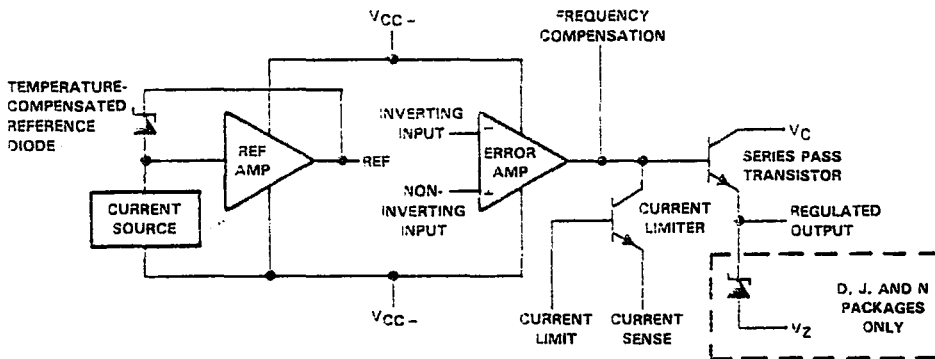 VCC-
FREQUENCY
COMPENSATION
TEMPERATURE-
COMPENSATED
REFERENCE
DIODE
INVERTING
INPUT
−
REF
AMP
REF
ERROR
AMP
VC
SERIES PASS
TRANSISTOR
NON-
INVERTING
INPUT
+
CURRENT
SOURCE
CURRENT
LIMITER
REGULATED
OUTPUT
VCC-
CURRENT
LIMIT
CURRENT
SENSE
D, J, AND N
PACKAGES
ONLY
VZ